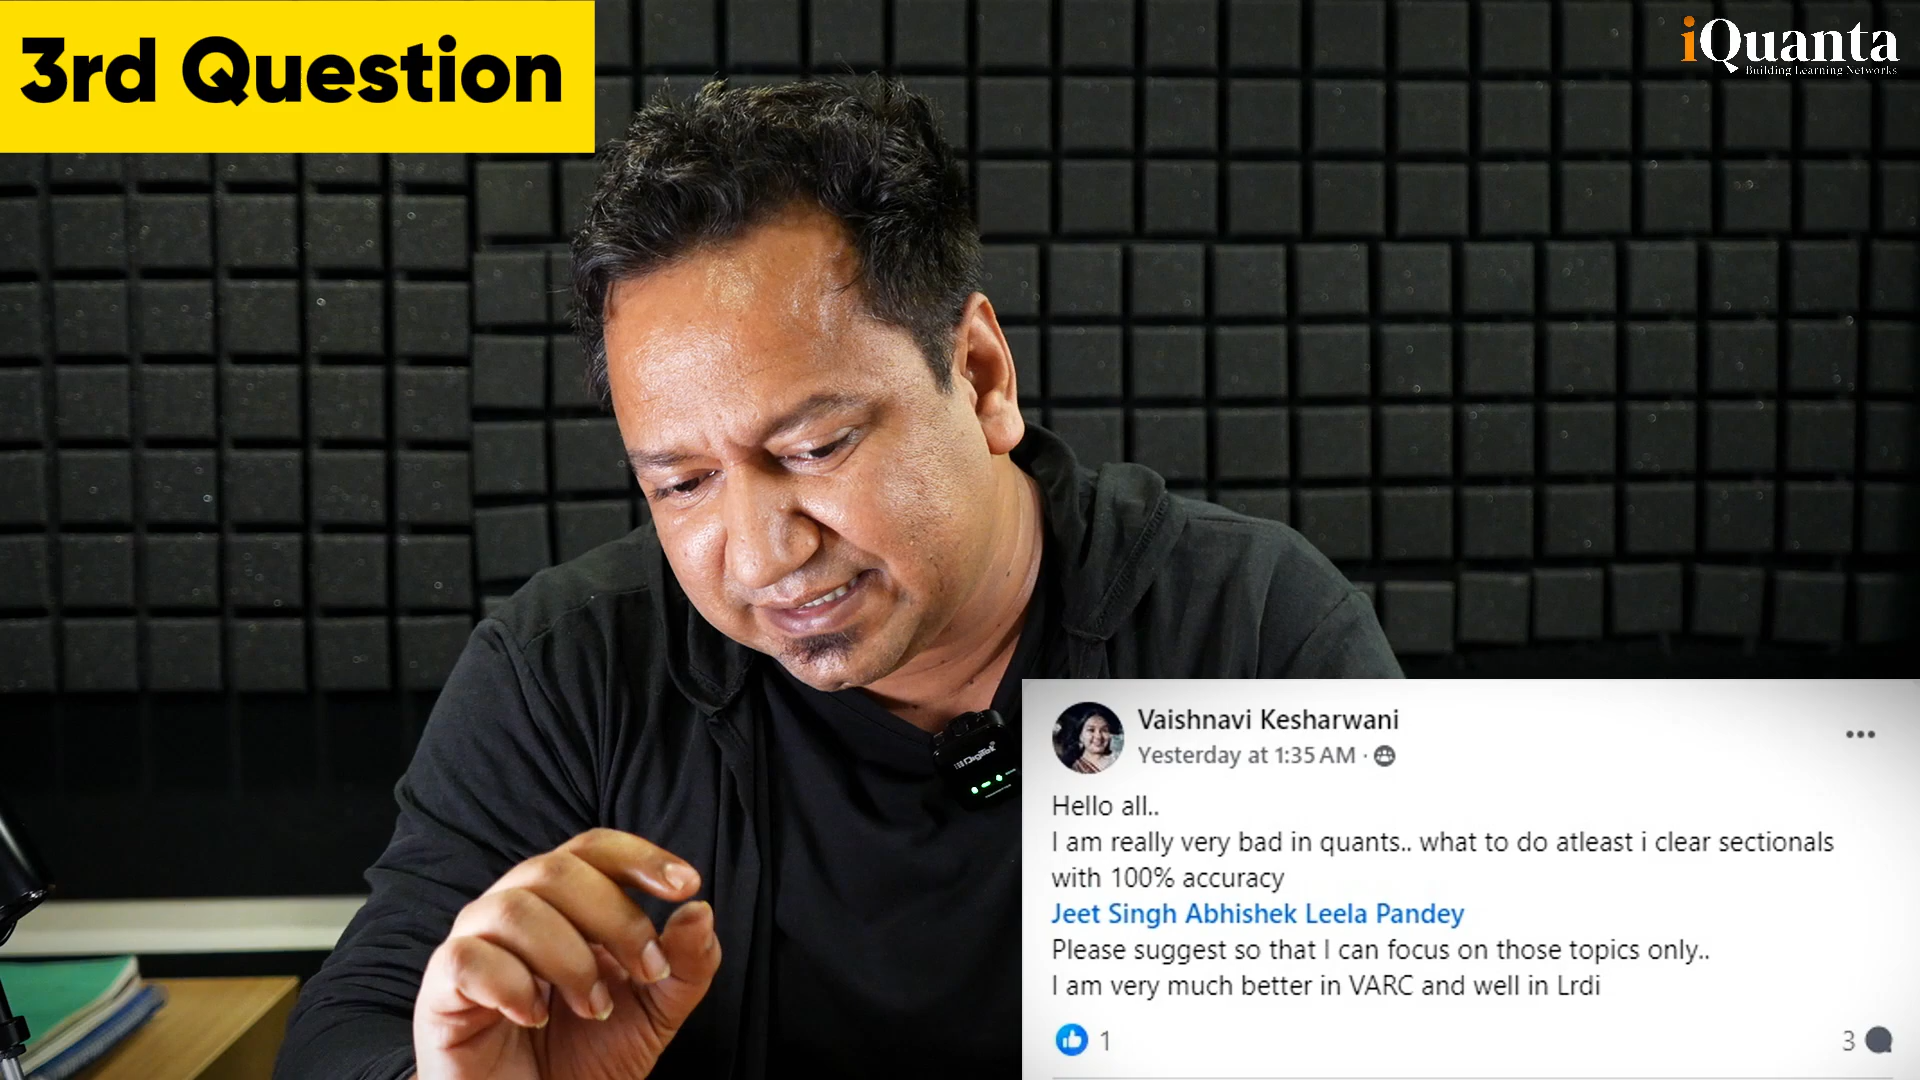 3rd Question
iQuanta
Building Learning Networks
Vaishnavi Kesharwani
Yesterday at 1:35 AM ·
Hello all..
I am really very bad in quants.. what to do atleast i clear sectionals
with 100% accuracy
Jeet Singh Abhishek Leela Pandey
Please suggest so that I can focus on those topics only..
I am very much better in VARC and well in Lrdi
1
3
Digitek